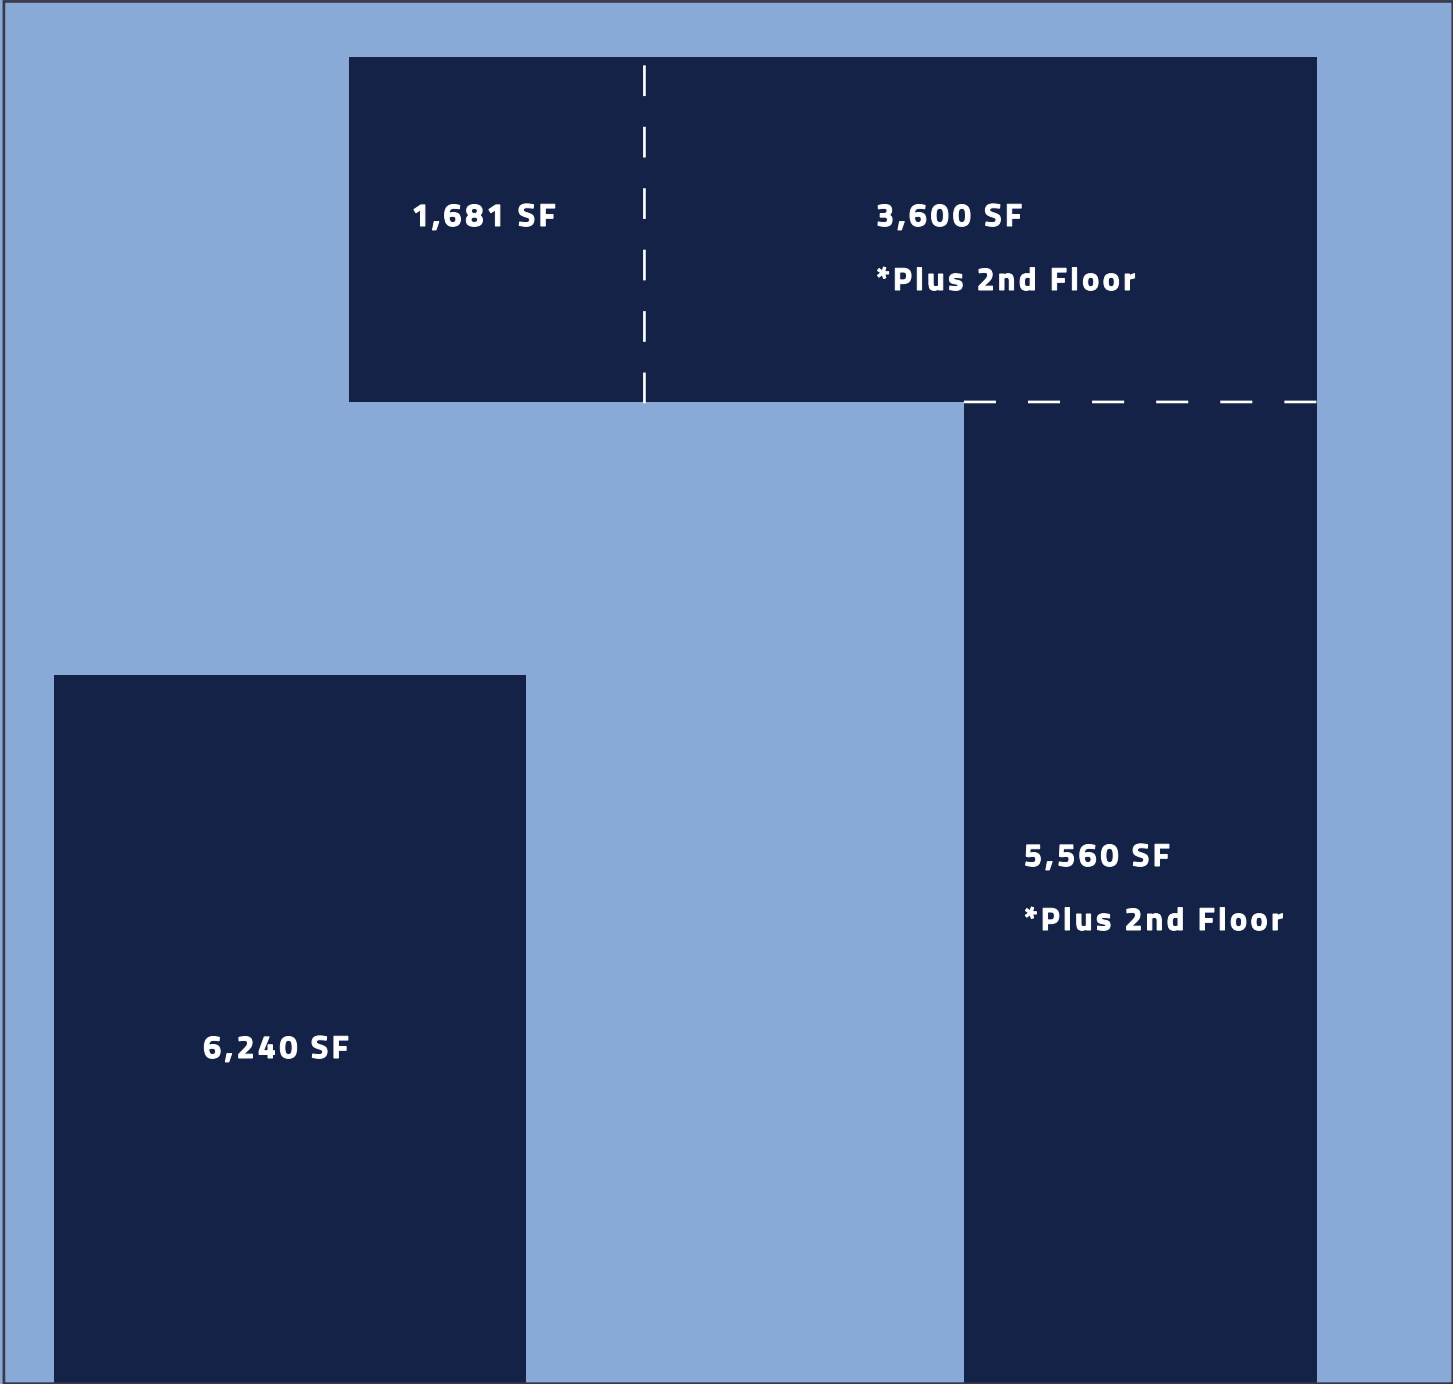 1,681 SF
3,600 SF
*Plus 2nd Floor
5,560 SF
*Plus 2nd Floor
6,240 SF